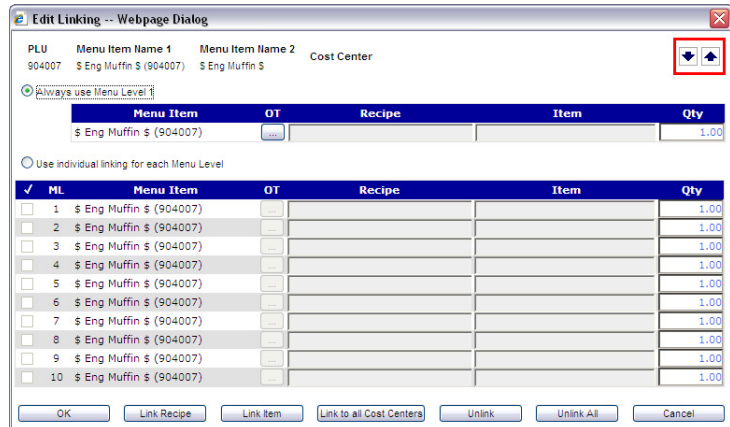 Edit Linking -- Webpage Dialog
PLU Menu Item Name 1 Menu Item Name 2 Cost Center
904007 $ Eng Muffin $ (904007) $ Eng Muffin $
Always use Menu Level 1
Menu Item OT Recipe Item Qty
$ Eng Muffin $ (904007) ... 1.00
Use individual linking for each Menu Level
✓ ML Menu Item OT Recipe Item Qty
1 $ Eng Muffin $ (904007) ... 1.00
2 $ Eng Muffin $ (904007) ... 1.00
3 $ Eng Muffin $ (904007) ... 1.00
4 $ Eng Muffin $ (904007) ... 1.00
5 $ Eng Muffin $ (904007) ... 1.00
6 $ Eng Muffin $ (904007) ... 1.00
7 $ Eng Muffin $ (904007) ... 1.00
8 $ Eng Muffin $ (904007) ... 1.00
9 $ Eng Muffin $ (904007) ... 1.00
10 $ Eng Muffin $ (904007) ... 1.00
OK Link Recipe Link Item Link to all Cost Centers Unlink Unlink All Cancel